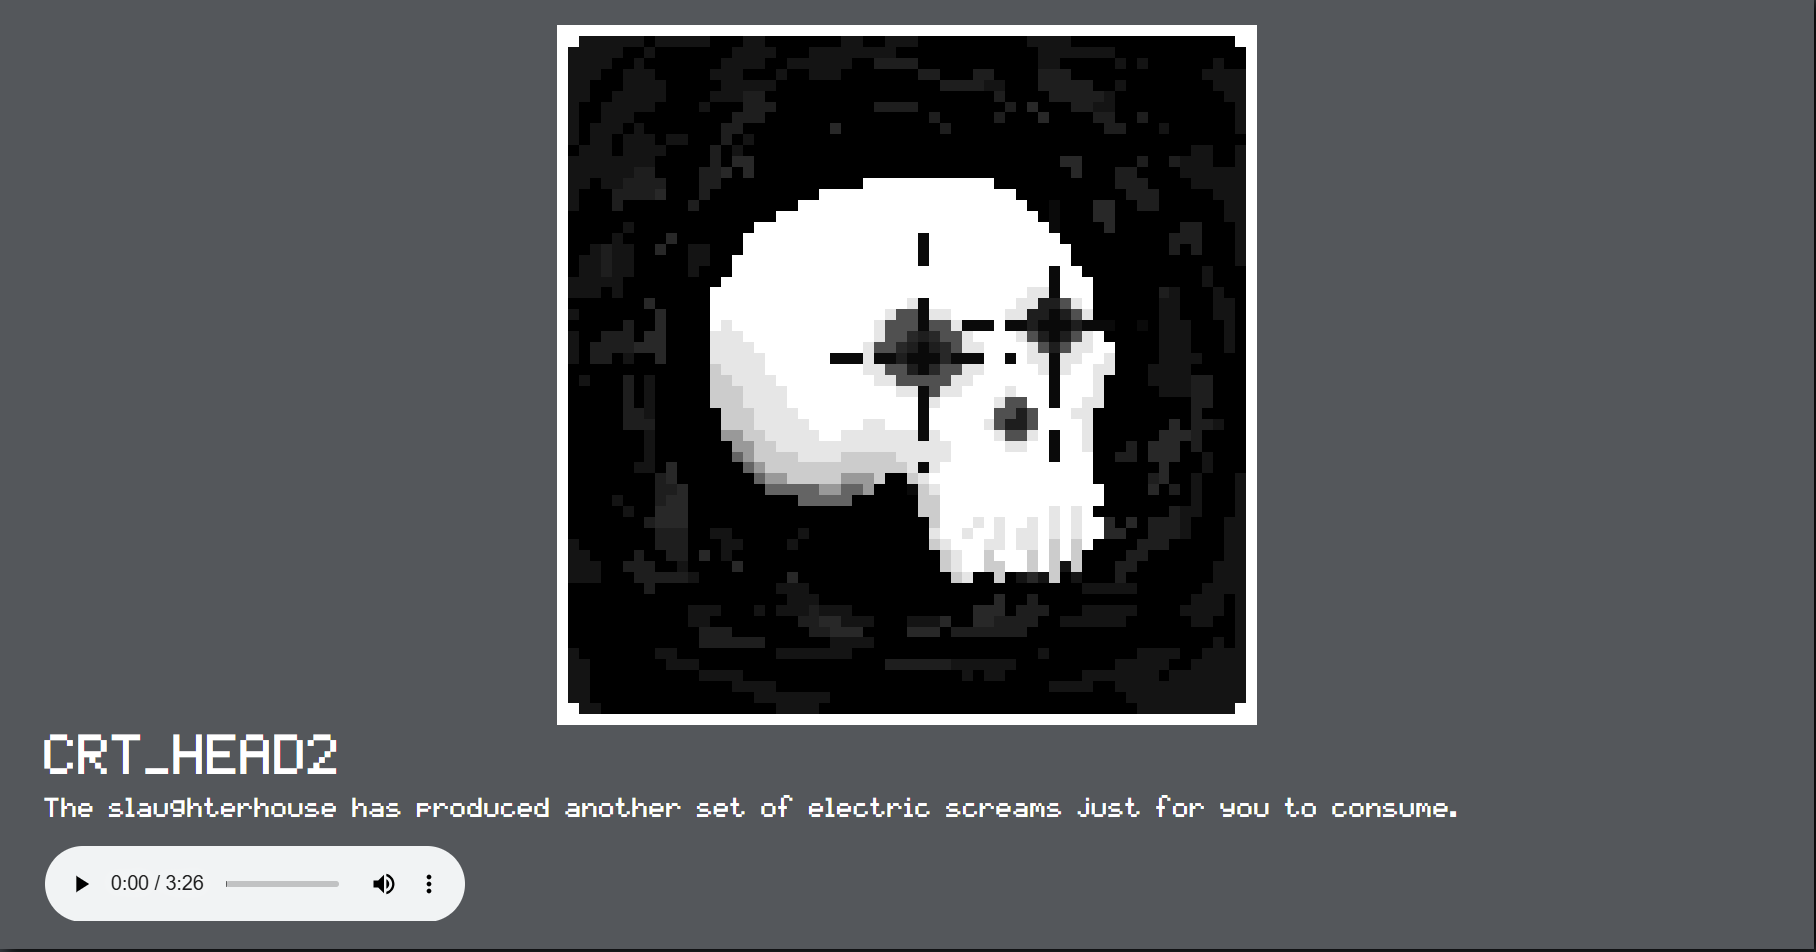 CRT_HEAD2
The slaughterhouse has produced another set of electric screams just for you to consume.
0:00 / 3:26